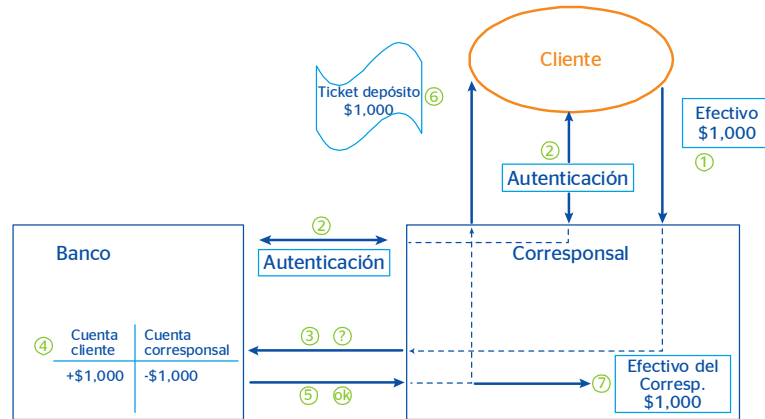 Cliente
Ticket depósito
$1,000
6
Efectivo
$1,000
1
2
Autenticación
2
Autenticación
Banco
Corresponsal
3 ?
4
Cuenta
cliente
Cuenta
corresponsal
+$1,000
-$1,000
5 ok
7
Efectivo del
Corresp.
$1,000